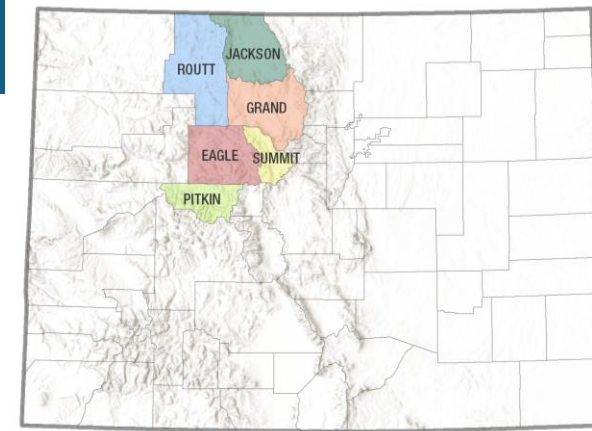 JACKSON
ROUTT
GRAND
EAGLE
SUMMIT
PITKIN